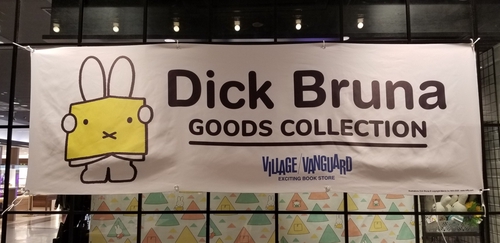 Dick Bruna
GOODS COLLECTION
VILLAGE VANGUARD
EXCITING BOOK STORE